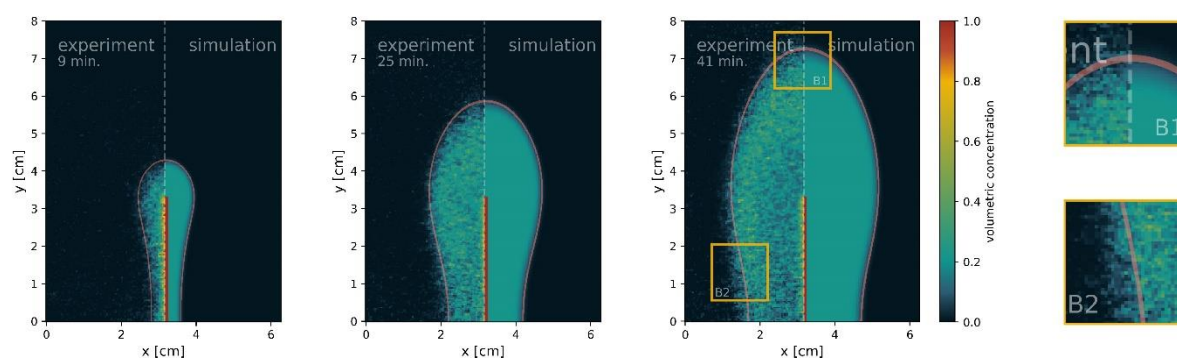 experiment simulation
9 min.
8
7
6
5
4
3
2
1
0
y [cm]
0 2 4 6
x [cm]
experiment simulation
25 min.
8
7
6
5
4
3
2
1
0
y [cm]
0 2 4 6
x [cm]
experiment simulation
41 min.
B1
B2
8
7
6
5
4
3
2
1
0
y [cm]
0 2 4 6
x [cm]
1.0
0.8
0.6
0.4
0.2
0.0
volumetric concentration
nt
B1
B2